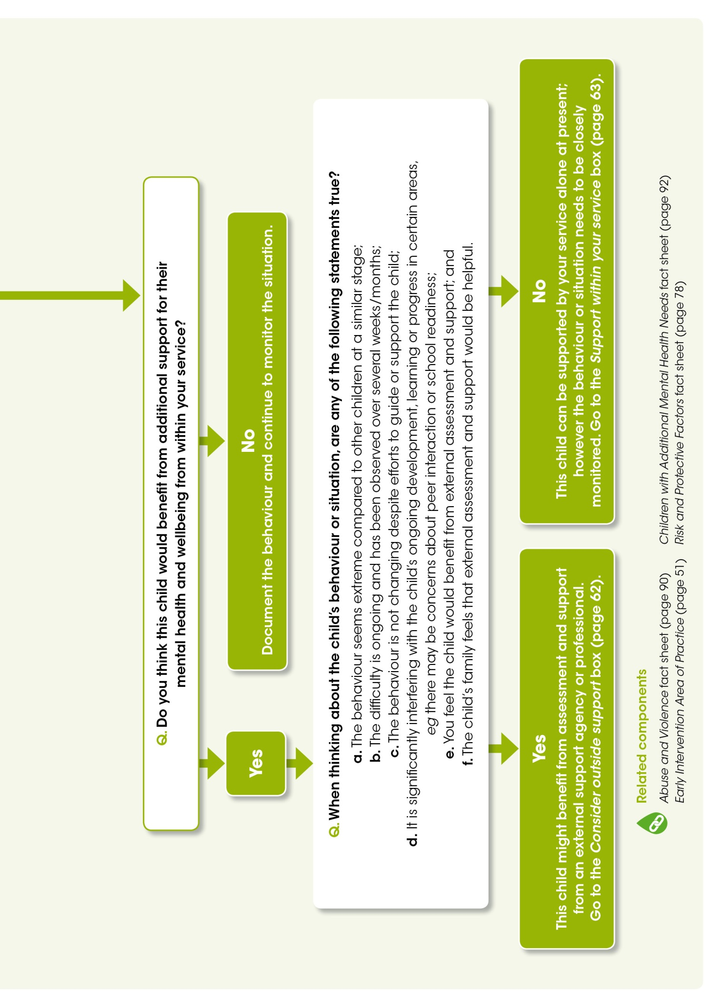 Q. Do you think this child would benefit from additional support for their
mental health and wellbeing from within your service?
Yes
No
Document the behaviour and continue to monitor the situation.
Q. When thinking about the child's behaviour or situation, are any of the following statements true?
a. The behaviour seems extreme compared to other children at a similar stage;
b. The difficulty is ongoing and has been observed over several weeks/months;
c. The behaviour is not changing despite efforts to guide or support the child;
d. It is significantly interfering with the child's ongoing development, learning or progress in certain areas,
eg there may be concerns about peer interaction or school readiness;
e. You feel the child would benefit from external assessment and support; and
f. The child's family feels that external assessment and support would be helpful.
Yes
This child might benefit from assessment and support
from an external support agency or professional.
Go to the Consider outside support box (page 62).
No
This child can be supported by your service alone at present;
however the behaviour or situation needs to be closely
monitored. Go to the Support within your service box (page 63).
Related components
Abuse and Violence fact sheet (page 90)
Early Intervention Area of Practice (page 51)
Children with Additional Mental Health Needs fact sheet (page 92)
Risk and Protective Factors fact sheet (page 78)